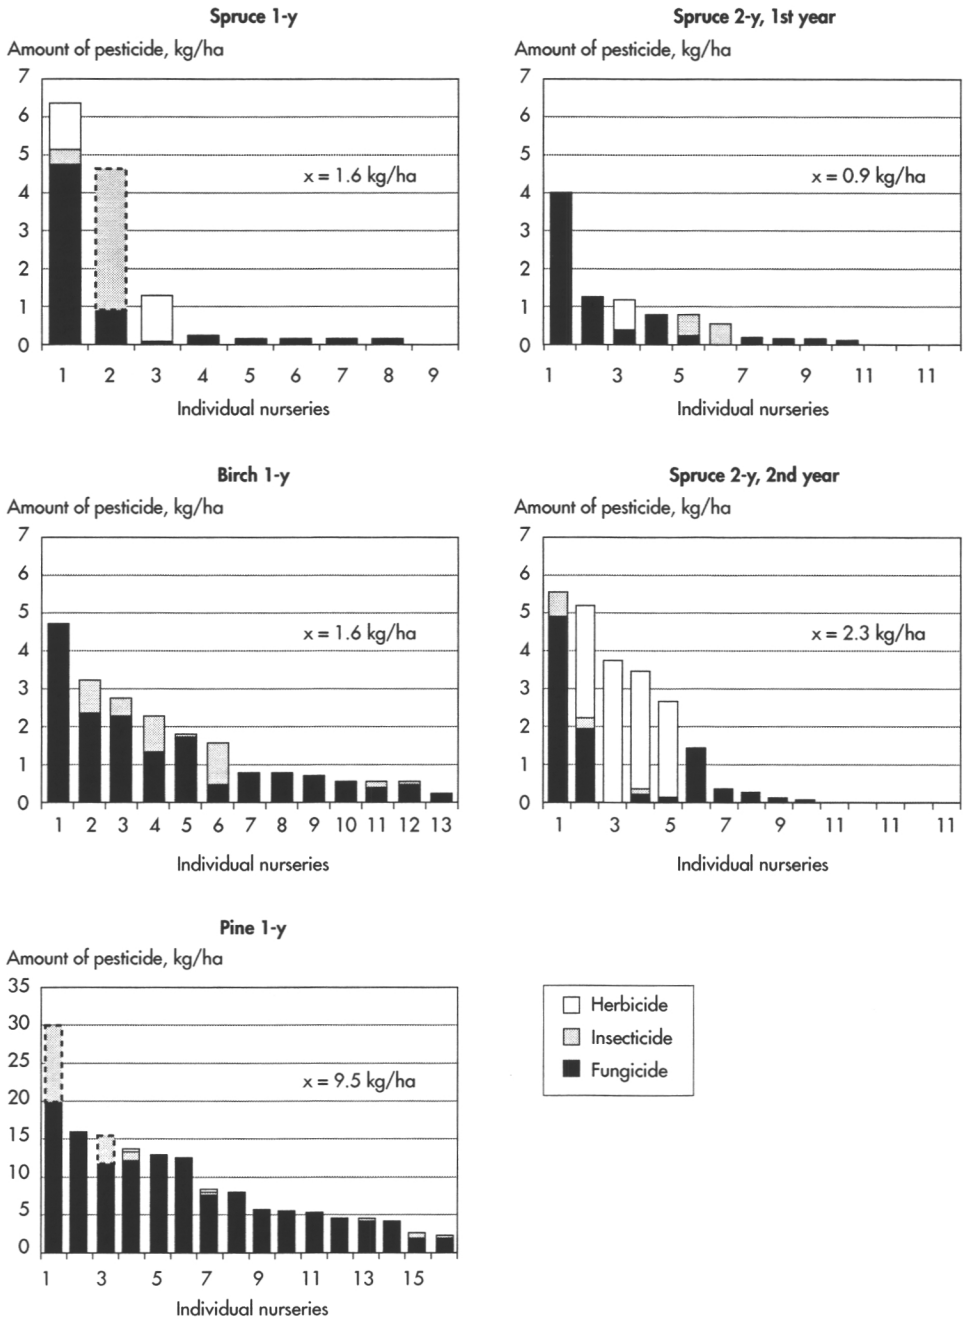 Spruce 1-y
Amount of pesticide, kg/ha
7
6
5
4
3
2
1
0
x = 1.6 kg/ha
1 2 3 4 5 6 7 8 9
Individual nurseries
Spruce 2-y, 1st year
Amount of pesticide, kg/ha
7
6
5
4
3
2
1
0
x = 0.9 kg/ha
1 3 5 7 9 11 11
Individual nurseries
Birch 1-y
Amount of pesticide, kg/ha
7
6
5
4
3
2
1
0
x = 1.6 kg/ha
1 2 3 4 5 6 7 8 9 10 11 12 13
Individual nurseries
Spruce 2-y, 2nd year
Amount of pesticide, kg/ha
7
6
5
4
3
2
1
0
x = 2.3 kg/ha
1 3 5 7 9 11 11 11
Individual nurseries
Pine 1-y
Amount of pesticide, kg/ha
35
30
25
20
15
10
5
0
x = 9.5 kg/ha
1 3 5 7 9 11 13 15
Individual nurseries
Herbicide
Insecticide
Fungicide